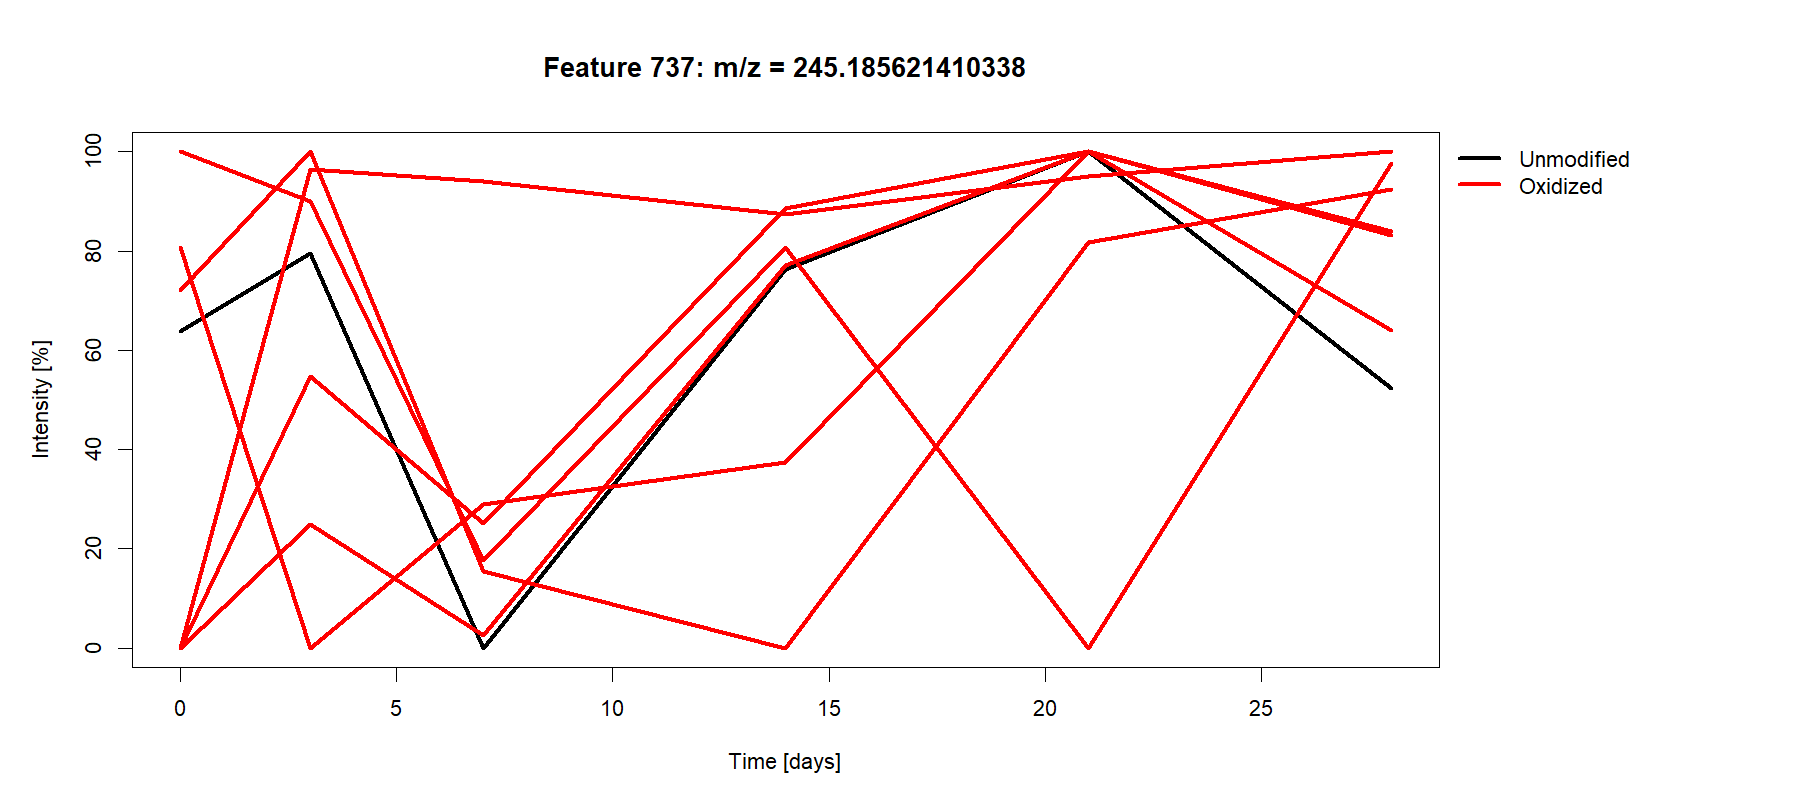 Feature 737: m/z = 245.185621410338
Unmodified
Oxidized
Intensity [%]
100
80
60
40
20
0
0 5 10 15 20 25
Time [days]